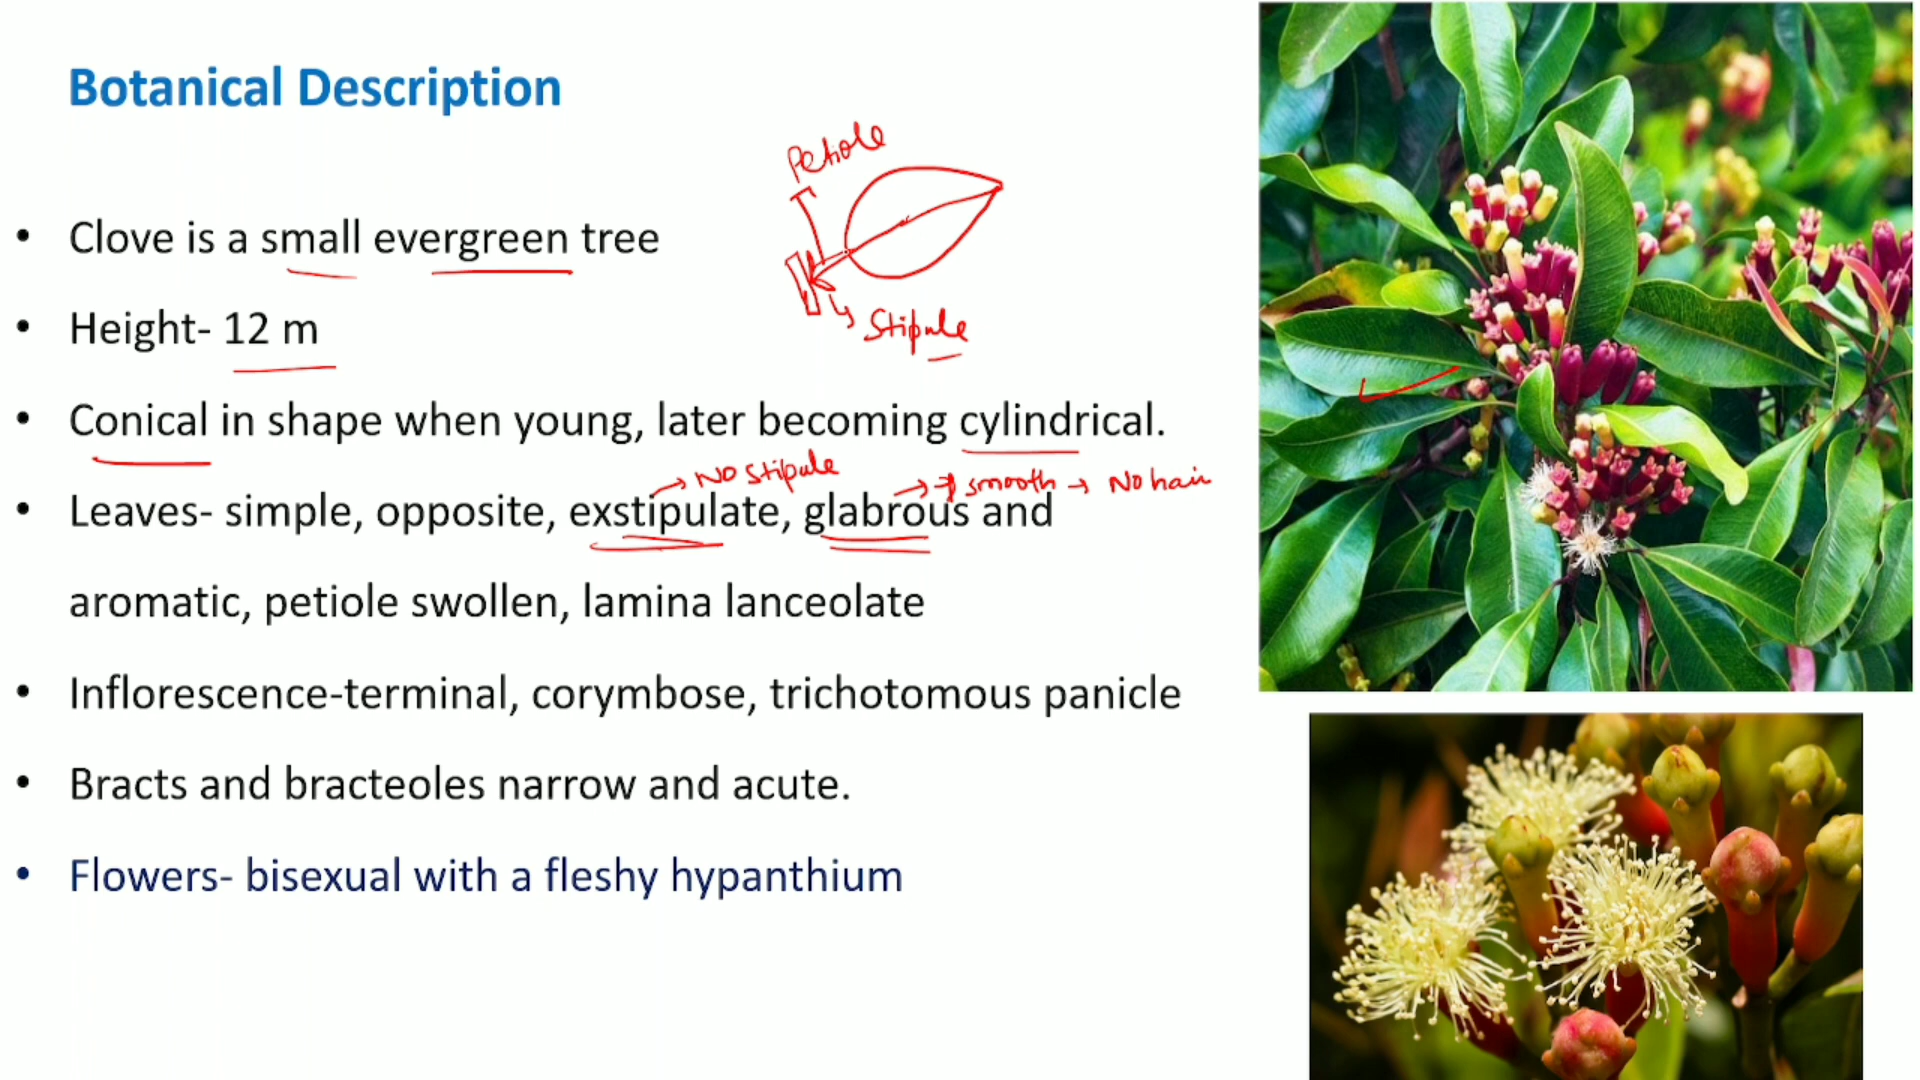 Botanical Description
Petiole
Stipule
• Clove is a small evergreen tree
• Height- 12 m
• Conical in shape when young, later becoming cylindrical.
→ No stipule → smooth → No hair
• Leaves- simple, opposite, exstipulate, glabrous and
aromatic, petiole swollen, lamina lanceolate
• Inflorescence-terminal, corymbose, trichotomous panicle
• Bracts and bracteoles narrow and acute.
• Flowers- bisexual with a fleshy hypanthium